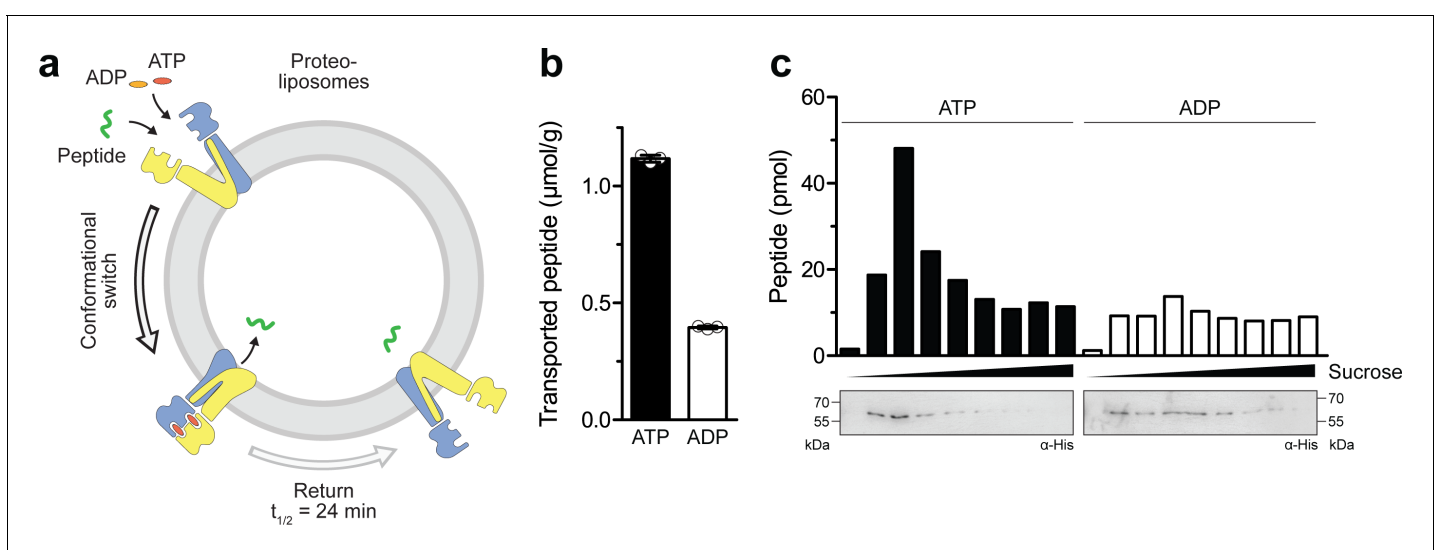 a
ATP
ADP
Peptide
Proteo-
liposomes
Conformational
switch
Return
t1/2 = 24 min
b
Transported peptide (μmol/g)
1.0
0.5
0.0
ATP ADP
c
Peptide (pmol)
60
40
20
0
ATP ADP
Sucrose
70
55
kDa
α-His
70
55
α-His kDa